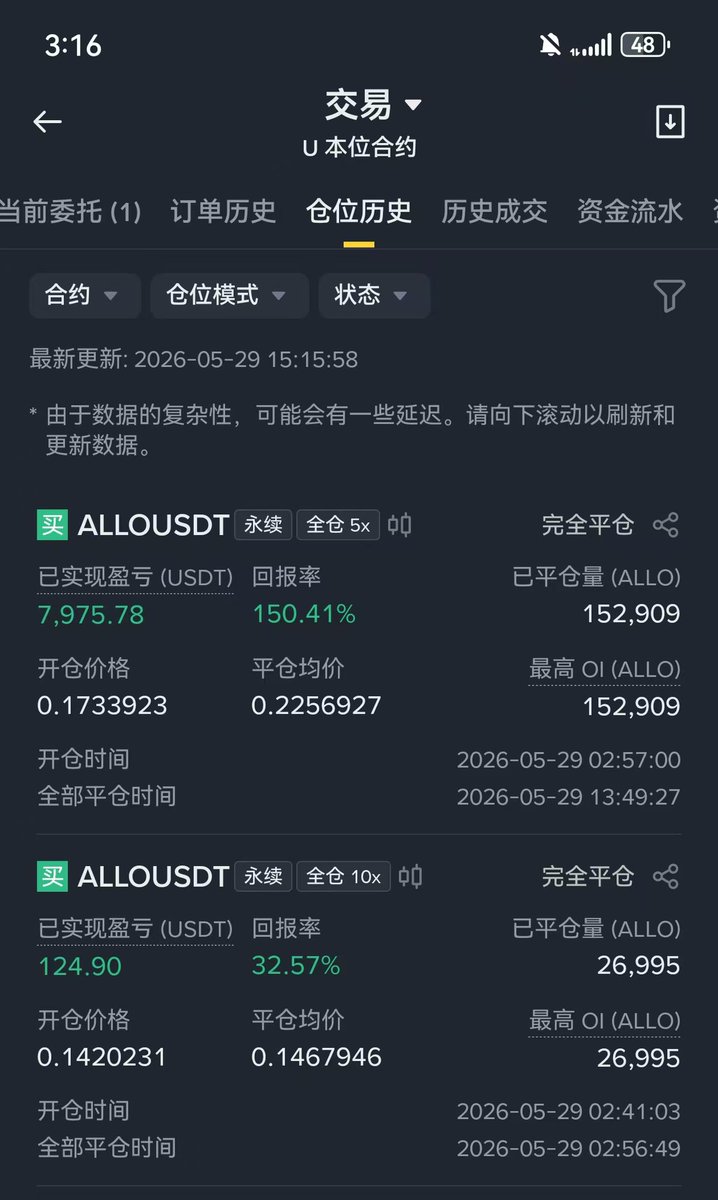 3:16
48
交易
U 本位合约
当前委托 (1) 订单历史 仓位历史 历史成交 资金流水
合约 仓位模式 状态
最新更新: 2026-05-29 15:15:58
* 由于数据的复杂性，可能会有一些延迟。请向下滚动以刷新和
更新数据。
买 ALLOUSDT 永续 全仓 5x 完全平仓
已实现盈亏 (USDT) 回报率 已平仓量 (ALLO)
7,975.78 150.41% 152,909
开仓价格 平仓均价 最高 OI (ALLO)
0.1733923 0.2256927 152,909
开仓时间 2026-05-29 02:57:00
全部平仓时间 2026-05-29 13:49:27
买 ALLOUSDT 永续 全仓 10x 完全平仓
已实现盈亏 (USDT) 回报率 已平仓量 (ALLO)
124.90 32.57% 26,995
开仓价格 平仓均价 最高 OI (ALLO)
0.1420231 0.1467946 26,995
开仓时间 2026-05-29 02:41:03
全部平仓时间 2026-05-29 02:56:49